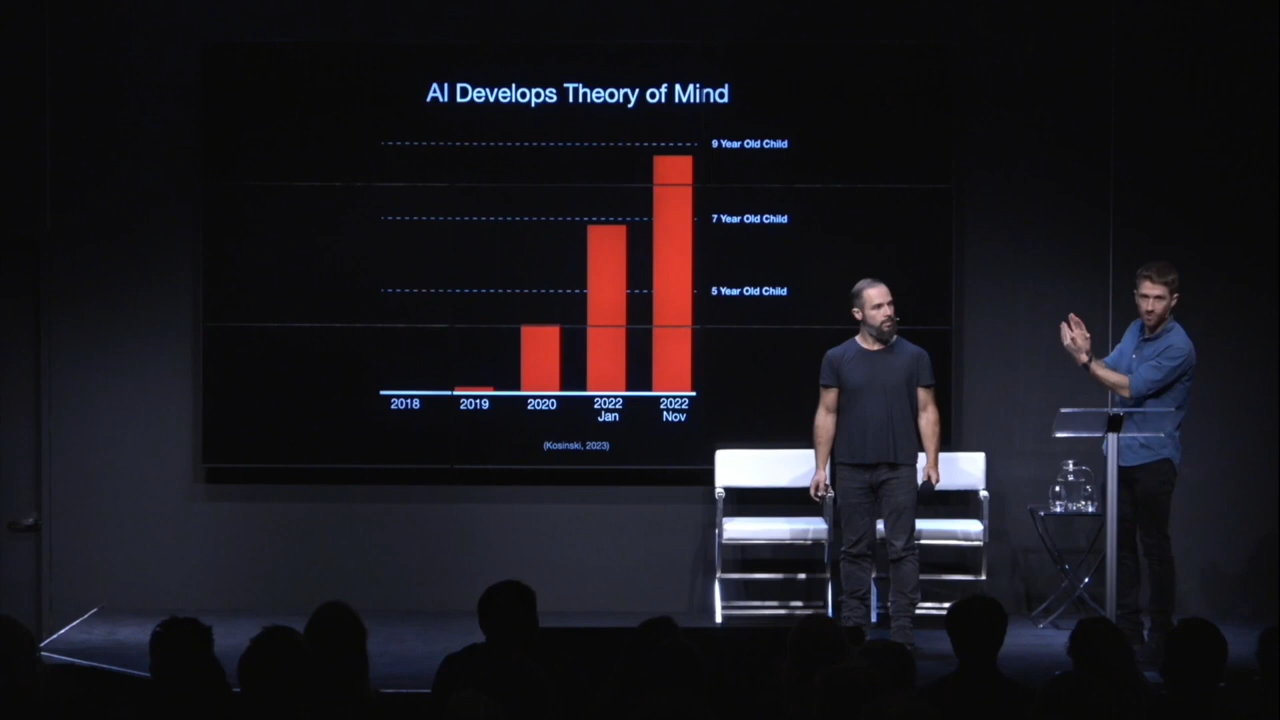 AI Develops Theory of Mind
9 Year Old Child
7 Year Old Child
5 Year Old Child
2018 2019 2020 2022 2022
Jan Nov
(Kosinski, 2023)